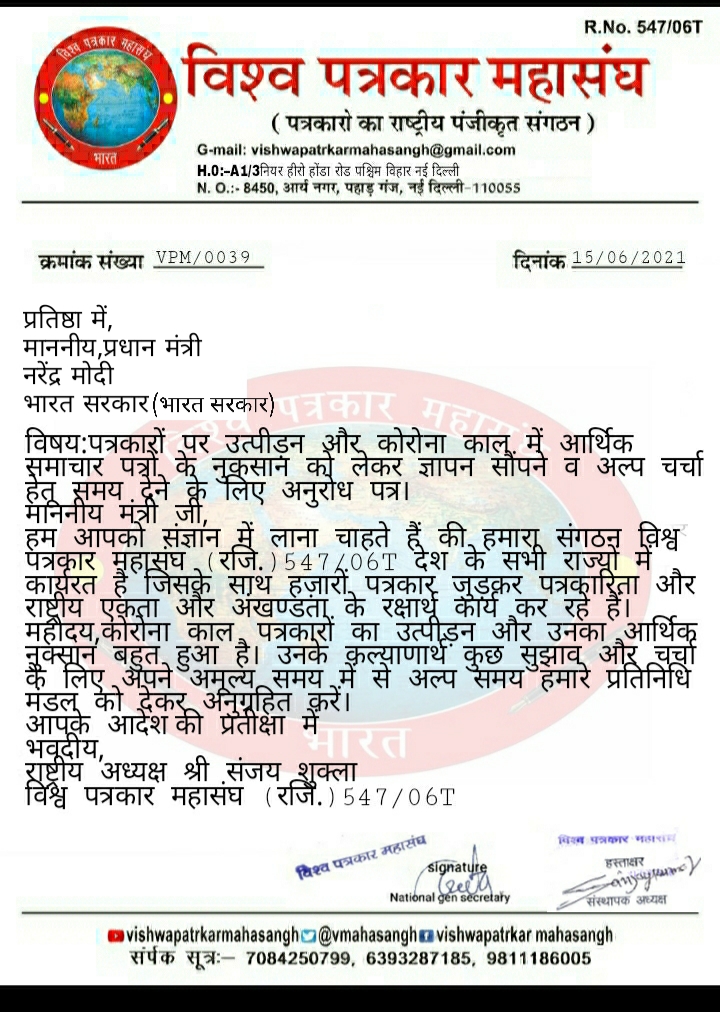 R.No. 547/06T
विश्व पत्रकार महासंघ
भारत
विश्व पत्रकार महासंघ
( पत्रकारो का राष्ट्रीय पंजीकृत संगठन )
G-mail: vishwapatrkarmahasangh@gmail.com
H.0:-A1/3नियर हीरो होंडा रोड पश्चिम विहार नई दिल्ली
N. O.:- 8450, आर्य नगर, पहाड़ गंज, नई दिल्ली-110055
क्रमांक संख्या VPM/0039 दिनांक 15/06/2021
प्रतिष्ठा में,
माननीय,प्रधान मंत्री
नरेंद्र मोदी
भारत सरकार(भारत सरकार)
विषय:पत्रकारों पर उत्पीड़न और कोरोना काल में आर्थिक
समाचार पत्रों के नुकसान को लेकर ज्ञापन सौंपने व अल्प चर्चा
हेतु समय देने के लिए अनुरोध पत्र।
मानिनीय मंत्री जी,
हम आपको संज्ञान में लाना चाहते हैं की हमारा संगठन विश्व
पत्रकार महासंघ (रजि.)547/06T देश के सभी राज्यों में
कार्यरत है जिसके साथ हजारों पत्रकार जुड़कर पत्रकारिता और
राष्ट्रीय एकता और अखण्डता के रक्षार्थ कार्य कर रहे हैं।
महोदय,कोरोना काल पत्रकारों का उत्पीड़न और उनका आर्थिक
नुक्सान बहुत हुआ है। उनके कल्याणार्थ कुछ सुझाव और चर्चा
के लिए अपने अमूल्य समय में से अल्प समय हमारे प्रतिनिधि
मंडल को देकर अनुग्रहित करें।
आपके आदेश की प्रतीक्षा में
भवदीय,
राष्ट्रीय अध्यक्ष श्री संजय शुक्ला
विश्व पत्रकार महासंघ (रजि.)547/06T
विश्व पत्रकार महासंघ
signature
National gen secretary
विश्व पत्रकार महासंघ
हस्ताक्षर
संस्थापक अध्यक्ष
vishwapatrkarmahasangh @vmahasangh vishwapatrkar mahasangh
संर्पक सूत्रः– 7084250799, 6393287185, 9811186005